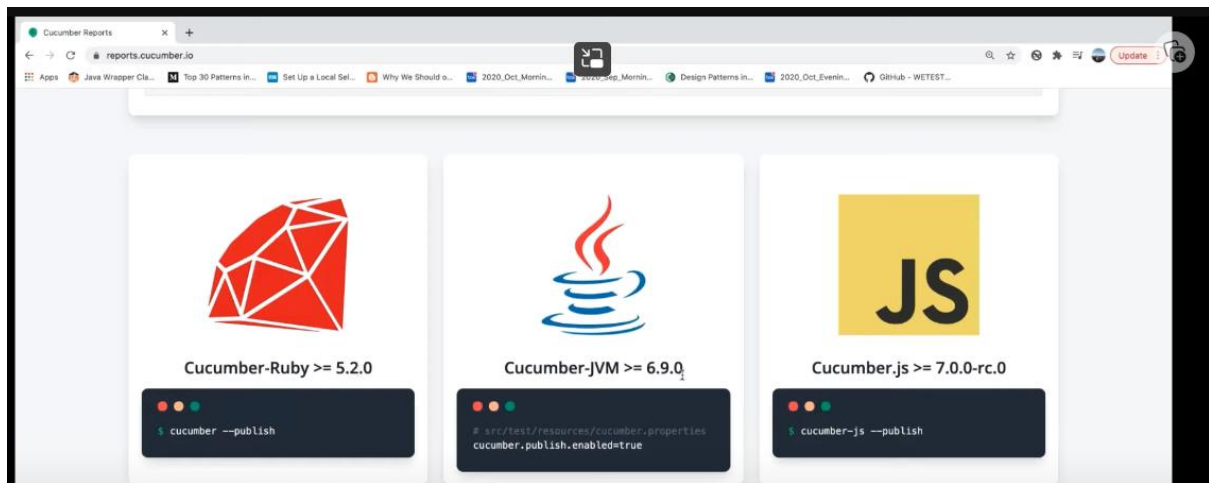 Cucumber Reports
reports.cucumber.io
Update
Apps Java Wrapper Cla... Top 30 Patterns in... Set Up a Local Sel... Why We Should o... 2020_Oct_Mornin... 2020_Sep_Mornin... Design Patterns in... 2020_Oct_Evenin... GitHub - WETEST...
JS
Cucumber-Ruby >= 5.2.0 Cucumber-JVM >= 6.9.0 Cucumber.js >= 7.0.0-rc.0
$ cucumber --publish
# src/test/resources/cucumber.properties
cucumber.publish.enabled=true
$ cucumber-js --publish